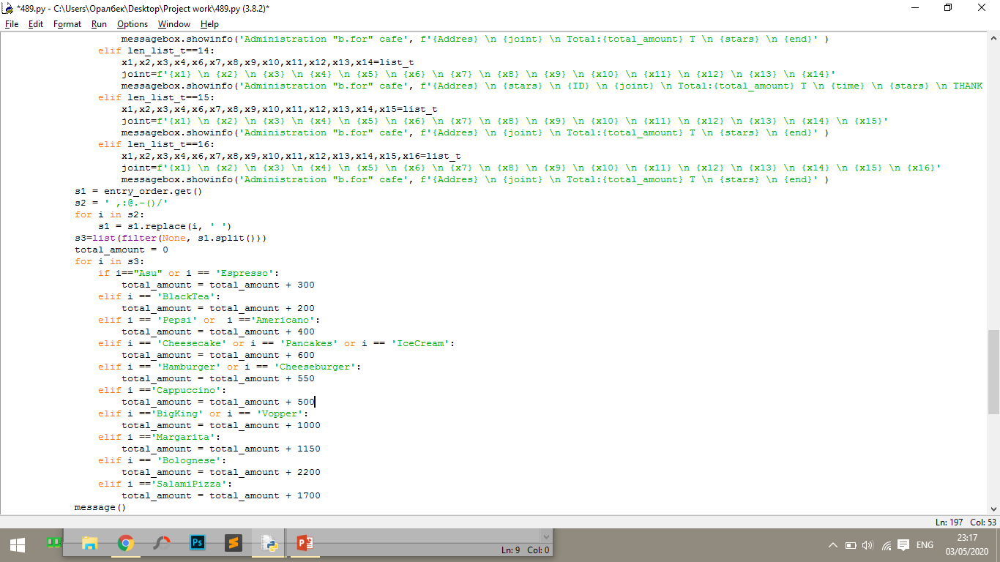 *489.py - C:\Users\Оралбек\Desktop\Project work\489.py (3.8.2)*
File Edit Format Run Options Window Help
messagebox.showinfo('Administration "b.for" cafe', f'{Addres} \n {joint} \n Total:{total_amount} T \n {stars} \n {end}' )
elif len_list_t==14:
x1,x2,x3,x4,x6,x7,x8,x9,x10,x11,x12,x13,x14=list_t
joint=f'{x1} \n {x2} \n {x3} \n {x4} \n {x5} \n {x6} \n {x7} \n {x8} \n {x9} \n {x10} \n {x11} \n {x12} \n {x13} \n {x14}'
messagebox.showinfo('Administration "b.for" cafe', f'{Addres} \n {stars} \n {ID} \n {joint} \n Total:{total_amount} T \n {time} \n {stars} \n THANK
elif len_list_t==15:
x1,x2,x3,x4,x6,x7,x8,x9,x10,x11,x12,x13,x14,x15=list_t
joint=f'{x1} \n {x2} \n {x3} \n {x4} \n {x5} \n {x6} \n {x7} \n {x8} \n {x9} \n {x10} \n {x11} \n {x12} \n {x13} \n {x14} \n {x15}'
messagebox.showinfo('Administration "b.for" cafe', f'{Addres} \n {joint} \n Total:{total_amount} T \n {stars} \n {end}' )
elif len_list_t==16:
x1,x2,x3,x4,x6,x7,x8,x9,x10,x11,x12,x13,x14,x15,x16=list_t
joint=f'{x1} \n {x2} \n {x3} \n {x4} \n {x5} \n {x6} \n {x7} \n {x8} \n {x9} \n {x10} \n {x11} \n {x12} \n {x13} \n {x14} \n {x15} \n {x16}'
messagebox.showinfo('Administration "b.for" cafe', f'{Addres} \n {joint} \n Total:{total_amount} T \n {stars} \n {end}' )
s1 = entry_order.get()
s2 = ' ,:@.-()/'
for i in s2:
s1 = s1.replace(i, ' ')
s3=list(filter(None, s1.split()))
total_amount = 0
for i in s3:
if i=="Asu" or i == 'Espresso':
total_amount = total_amount + 300
elif i == 'BlackTea':
total_amount = total_amount + 200
elif i == 'Pepsi' or  i =='Americano':
total_amount = total_amount + 400
elif i == 'Cheesecake' or i == 'Pancakes' or i == 'IceCream':
total_amount = total_amount + 600
elif i == 'Hamburger' or i == 'Cheeseburger':
total_amount = total_amount + 550
elif i =='Cappuccino':
total_amount = total_amount + 500
elif i =='BigKing' or i == 'Vopper':
total_amount = total_amount + 1000
elif i =='Margarita':
total_amount = total_amount + 1150
elif i == 'Bolognese':
total_amount = total_amount + 2200
elif i =='SalamiPizza':
total_amount = total_amount + 1700
message()
Ln: 197 Col: 53
Ps
Ln: 9 Col: 0
ENG
23:17
03/05/2020